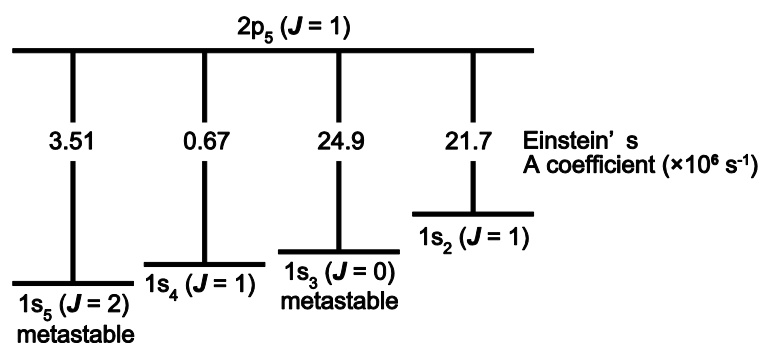 2p₅ (J = 1)
3.51 0.67 24.9 21.7 Einstein' s
A coefficient (×10⁶ s⁻¹)
1s₂ (J = 1)
1s₃ (J = 0)
metastable
1s₄ (J = 1)
1s₅ (J = 2)
metastable